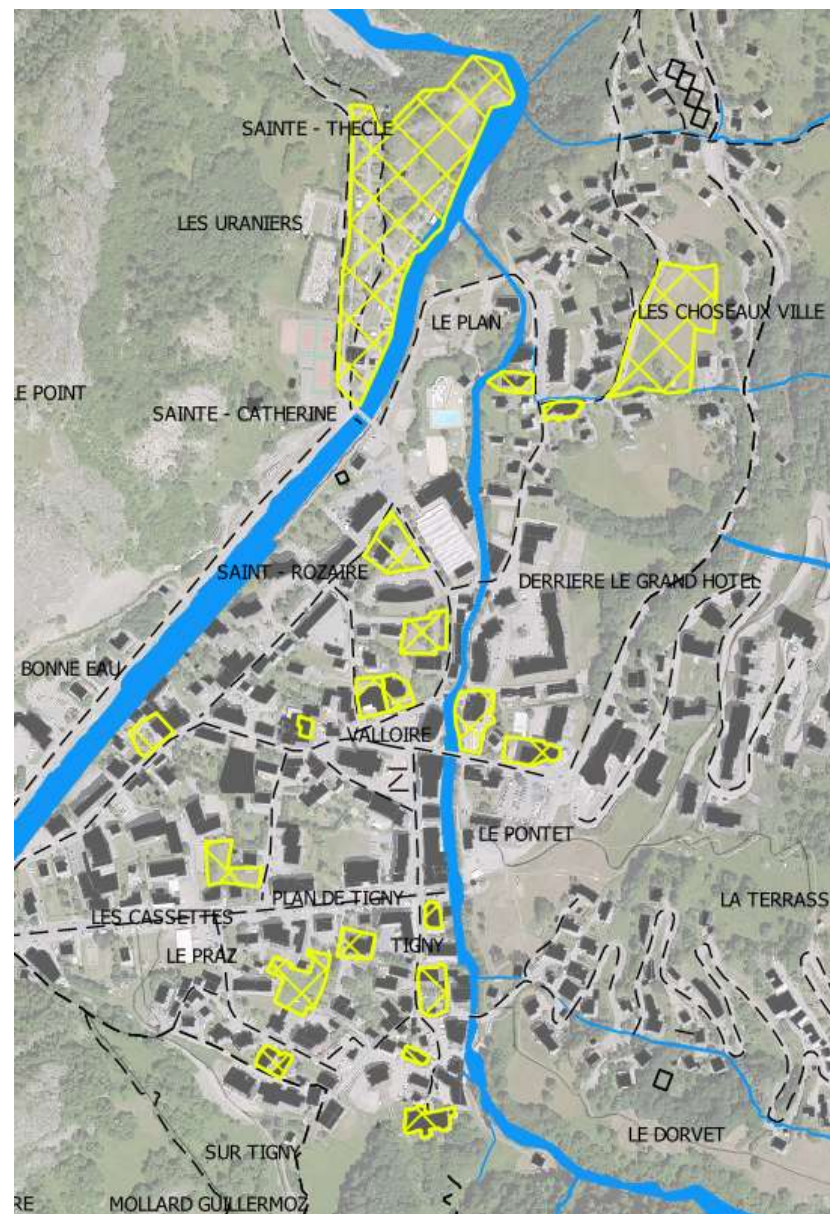 SAINTE - THECLE
LES URANIERS
LES CHOSEAUX VILLE
LE PLAN
LE POINT
SAINTE - CATHERINE
SAINT - ROZAIRE
DERRIERE LE GRAND HOTEL
BONNE EAU
VALLOIRE
LE PONTET
PLAN DE TIGNY
LA TERRASS
LES CASSETTES
LE PRAZ
TIGNY
LE DORVET
SUR TIGNY
RE
MOLLARD GUILLERMOZ